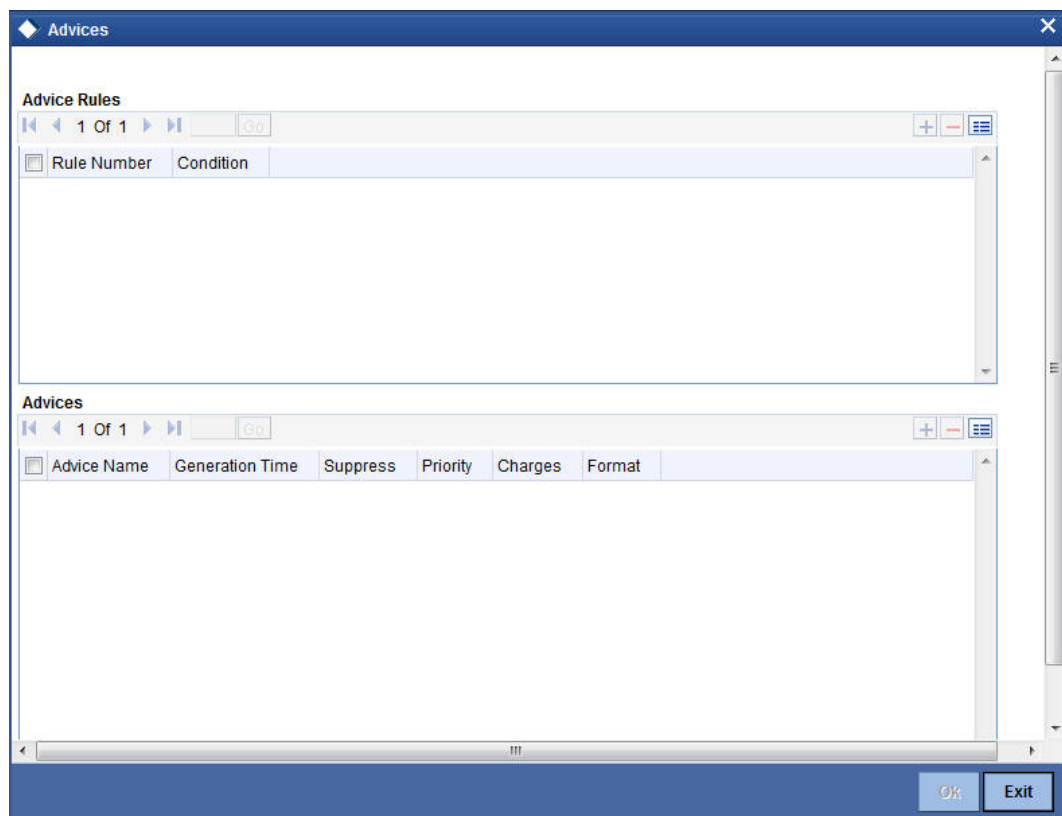 Advices
Advice Rules
1 Of 1 Go
Rule Number Condition
Advices
1 Of 1 Go
Advice Name Generation Time Suppress Priority Charges Format
Ok Exit